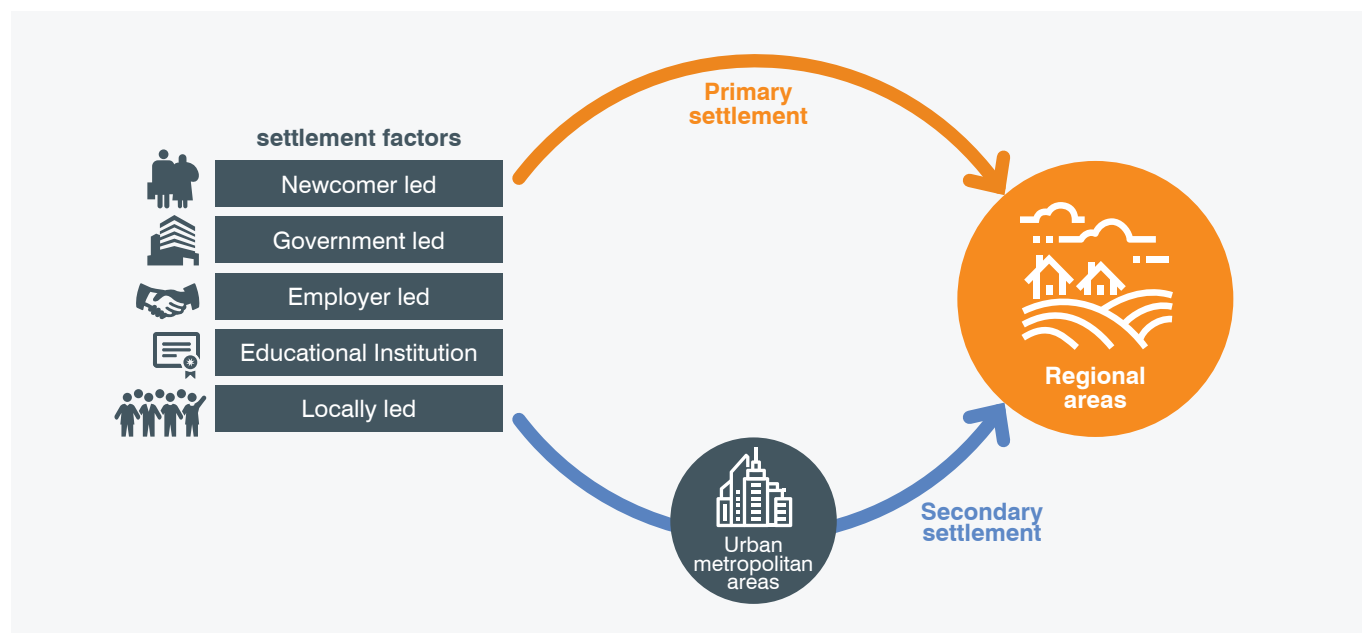 settlement factors
Newcomer led
Government led
Employer led
Educational Institution
Locally led
Primary
settlement
Regional
areas
Urban
metropolitan
areas
Secondary
settlement